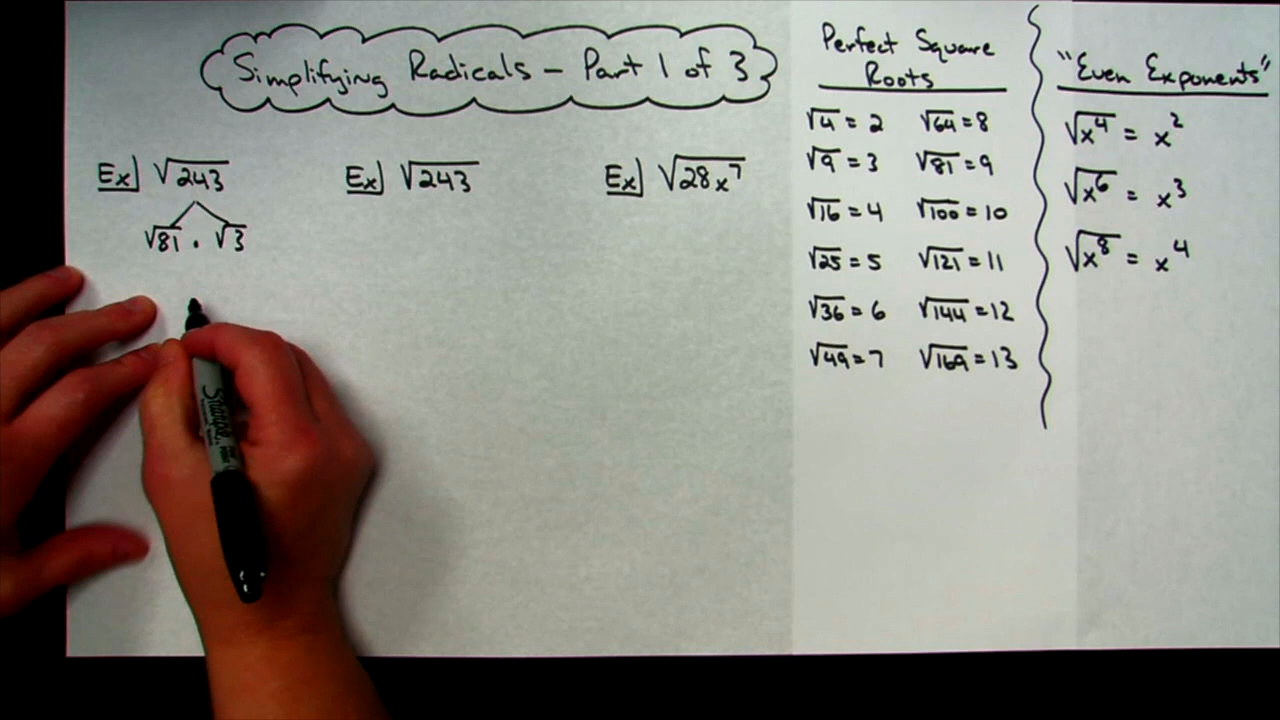 Simplifying Radicals - Part 1 of 3
Ex] √243
√81 · √3
Ex] √243
Ex] √28x⁷
Perfect Square
Roots
√4 = 2 √64 = 8
√9 = 3 √81 = 9
√16 = 4 √100 = 10
√25 = 5 √121 = 11
√36 = 6 √144 = 12
√49 = 7 √169 = 13
"Even Exponents"
√x⁴ = x²
√x⁶ = x³
√x⁸ = x⁴
Sharpie